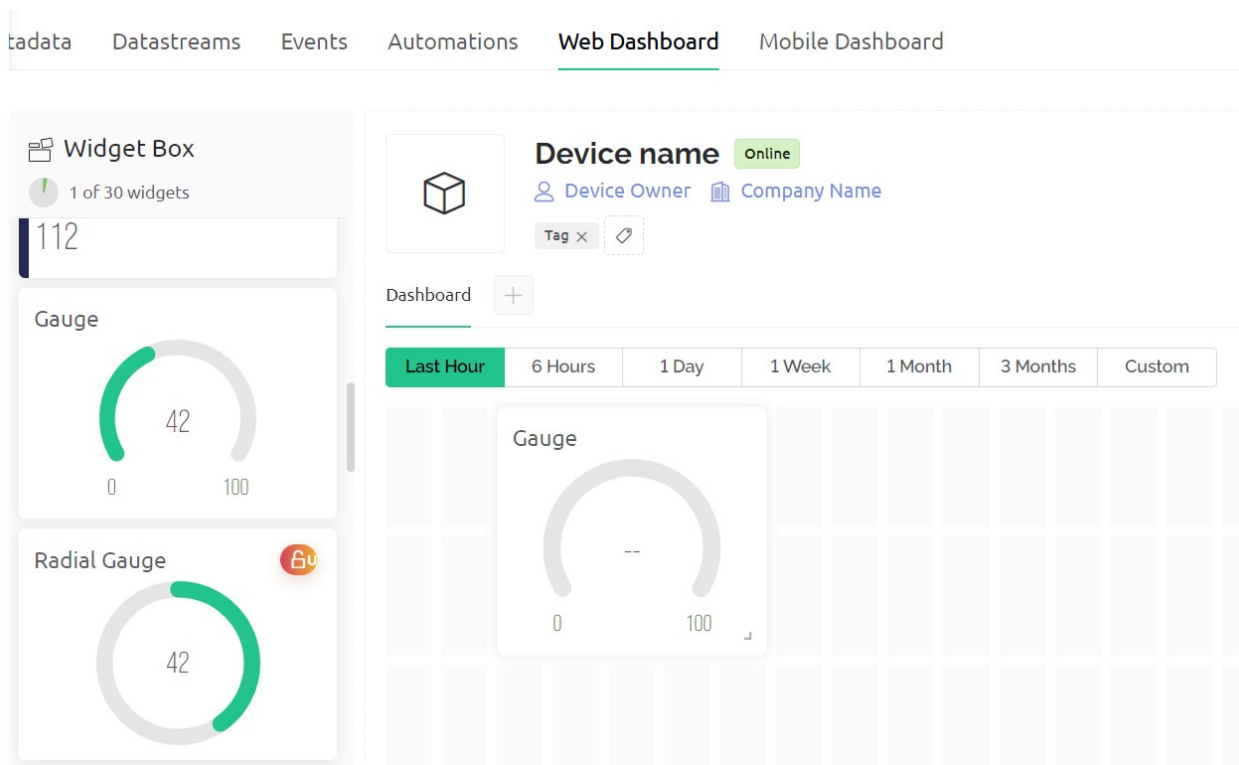 tadata Datastreams Events Automations Web Dashboard Mobile Dashboard
Widget Box
1 of 30 widgets
112
Gauge
42
0 100
Radial Gauge
42
Device name Online
Device Owner Company Name
Tag
Dashboard
Last Hour 6 Hours 1 Day 1 Week 1 Month 3 Months Custom
Gauge
--
0 100